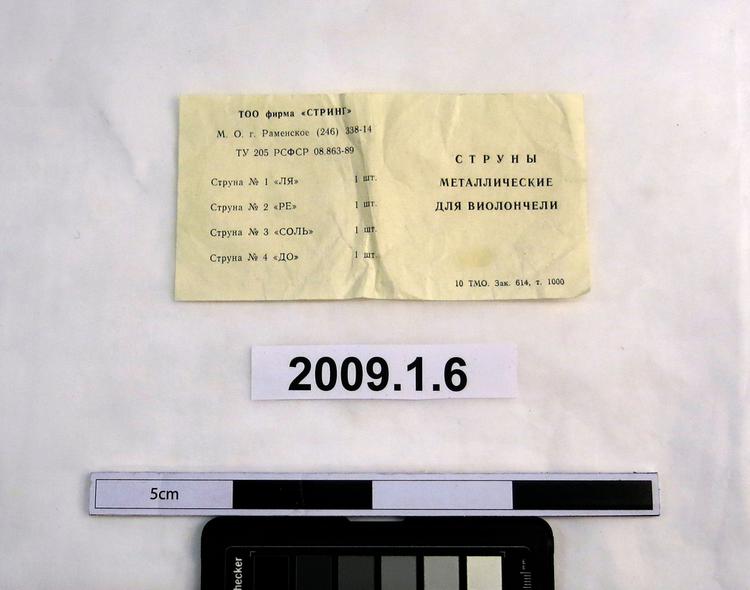 ТОО фирма «СТРИНГ»
М. О. г. Раменское (246) 338-14
ТУ 205 РСФСР 08.863-89
Струна № 1 «ЛЯ» 1 шт.
Струна № 2 «РЕ» 1 шт.
Струна № 3 «СОЛЬ» 1 шт.
Струна № 4 «ДО» 1 шт.
СТРУНЫ
МЕТАЛЛИЧЕСКИЕ
ДЛЯ ВИОЛОНЧЕЛИ
10 ТМО. Зак. 614, т. 1000
2009.1.6
5cm
hecker